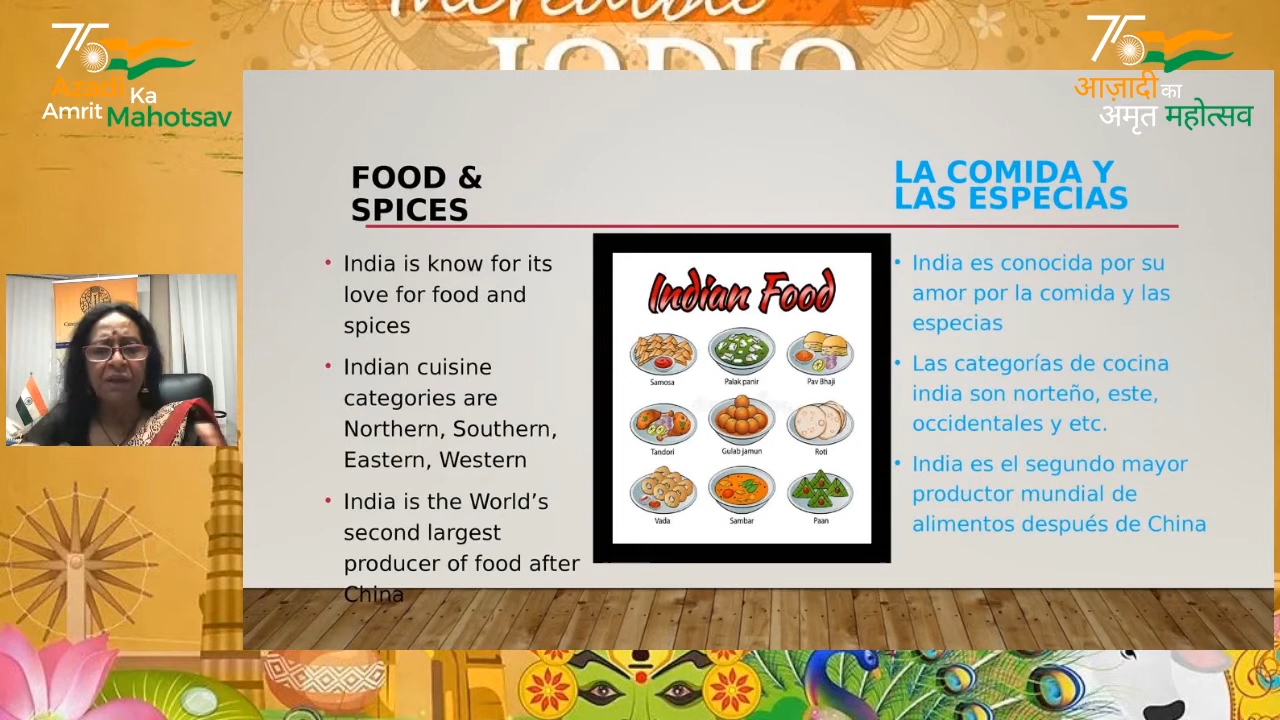 Incredible
INDIA
75
Azadi Ka
Amrit Mahotsav
75
आज़ादी का
अमृत महोत्सव
FOOD &
SPICES
• India is know for its
love for food and
spices
• Indian cuisine
categories are
Northern, Southern,
Eastern, Western
• India is the World’s
second largest
producer of food after
China
Indian Food
Samosa Palak panir Pav Bhaji
Tandori Gulab jamun Roti
Vada Sambar Paan
LA COMIDA Y
LAS ESPECIAS
• India es conocida por su
amor por la comida y las
especias
• Las categorías de cocina
india son norteño, este,
occidentales y etc.
• India es el segundo mayor
productor mundial de
alimentos después de China